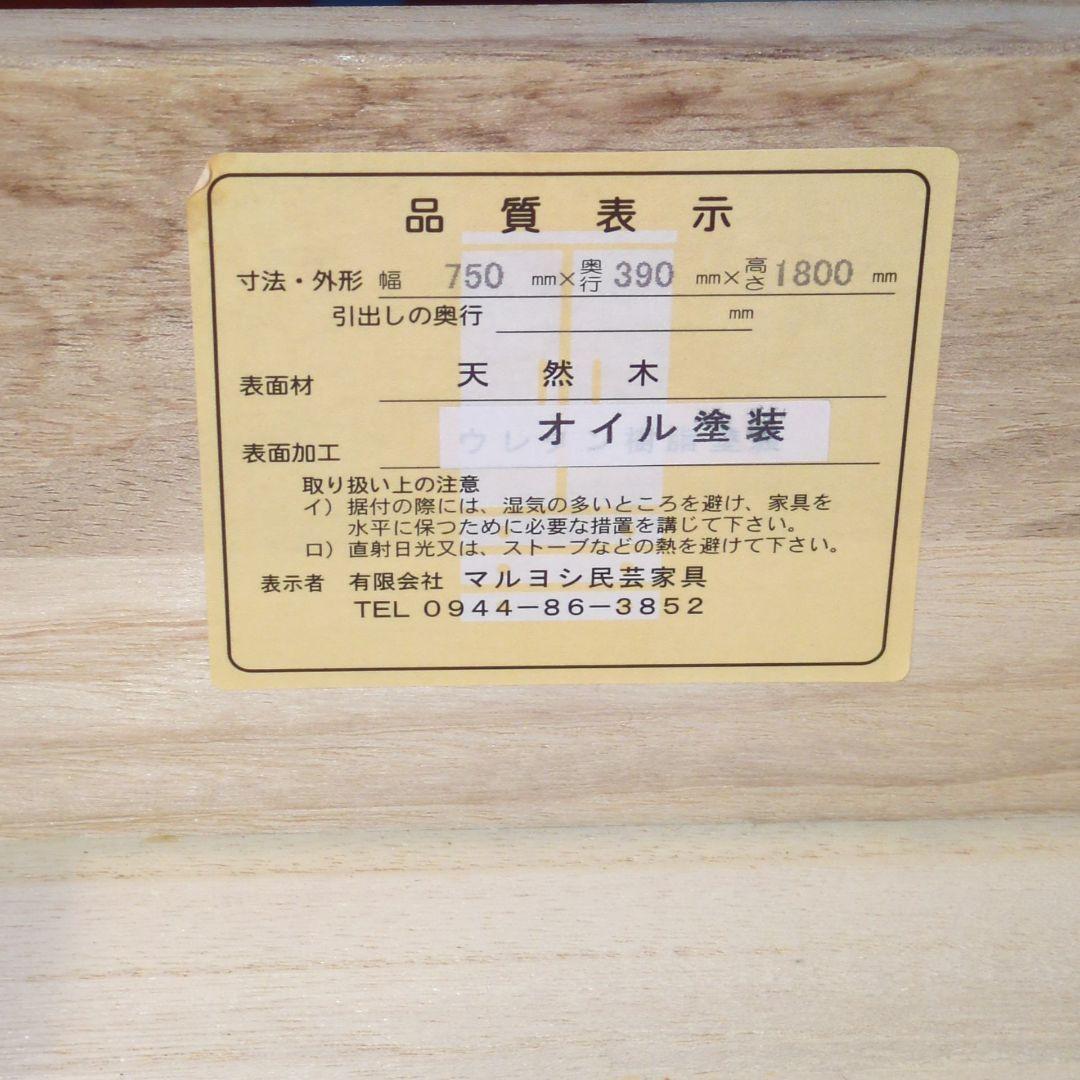 品質表示
寸法・外形 幅 750 mm×奥行 390 mm×高さ 1800 mm
引出しの奥行 mm
表面材 天然木
表面加工 オイル塗装
取り扱い上の注意
イ）据付の際には、湿気の多いところを避け、家具を
水平に保つために必要な措置を講じて下さい。
ロ）直射日光又は、ストーブなどの熱を避けて下さい。
表示者 有限会社 マルヨシ民芸家具
TEL 0944-86-3852